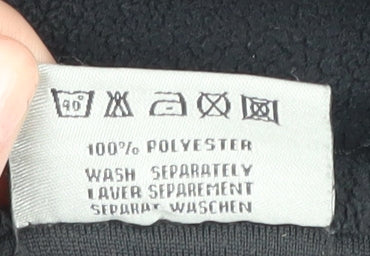 40°
100% POLYESTER
WASH SEPARATELY
LAVER SEPAREMENT
SEPARAT WASCHEN